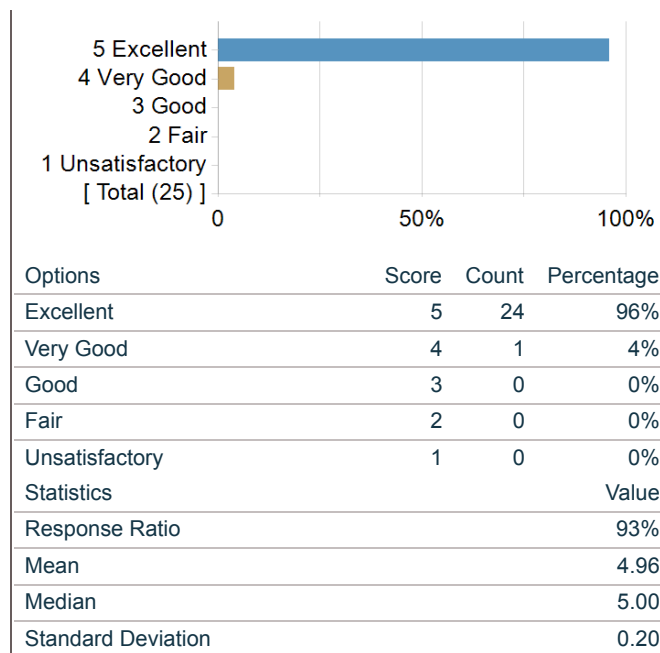 5 Excellent
4 Very Good
3 Good
2 Fair
1 Unsatisfactory
[ Total (25) ]
0 50% 100%
Options Score Count Percentage
Excellent 5 24 96%
Very Good 4 1 4%
Good 3 0 0%
Fair 2 0 0%
Unsatisfactory 1 0 0%
Statistics Value
Response Ratio 93%
Mean 4.96
Median 5.00
Standard Deviation 0.20